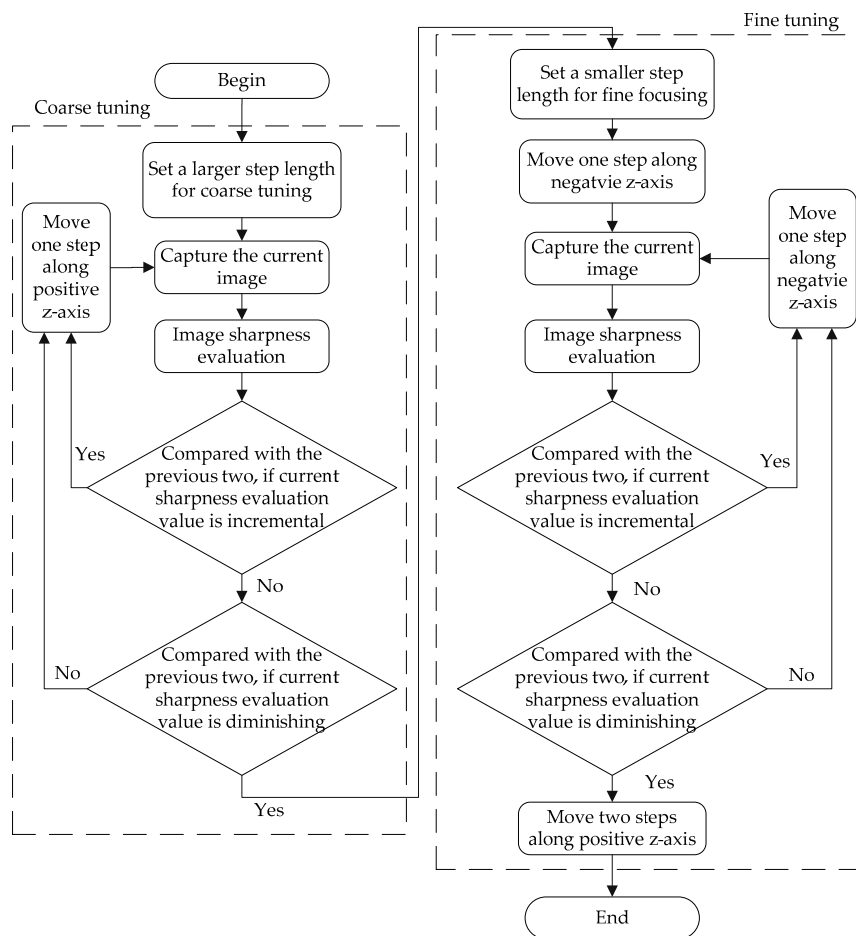 Begin
Coarse tuning
Set a larger step length
for coarse tuning
Move
one step
along
positive
z-axis
Capture the current
image
Image sharpness
evaluation
Yes
Compared with the
previous two, if current
sharpness evaluation
value is incremental
No
Compared with the
previous two, if current
sharpness evaluation
value is diminishing
No
Yes
Fine tuning
Set a smaller step
length for fine focusing
Move one step along
negatvie z-axis
Capture the current
image
Move
one step
along
negatvie
z-axis
Image sharpness
evaluation
Compared with the
previous two, if current
sharpness evaluation
value is incremental
Yes
No
Compared with the
previous two, if current
sharpness evaluation
value is diminishing
No
Yes
Move two steps
along positive z-axis
End